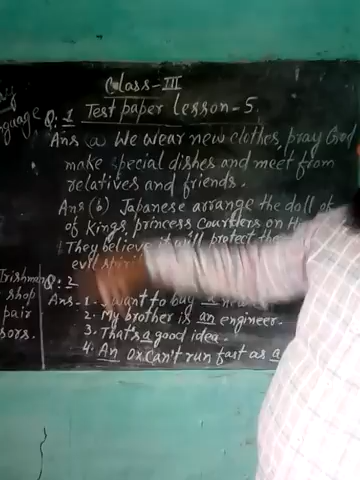 Class-III
Test paper lesson-5.
nguage
Q. 1
Ans (a) We wear new clothes, pray God
make special dishes and meet from
relatives and friends.
Ans (b) Japanese arrange the doll of
of kings, princess on
They believe it will protect the
evil
Irishman
shop
pair
sors.
Q. 2
Ans- 1. want to buy a new
2. My brother is an engineer.
3. That's a good idea.
4. An ox can't run fast as a